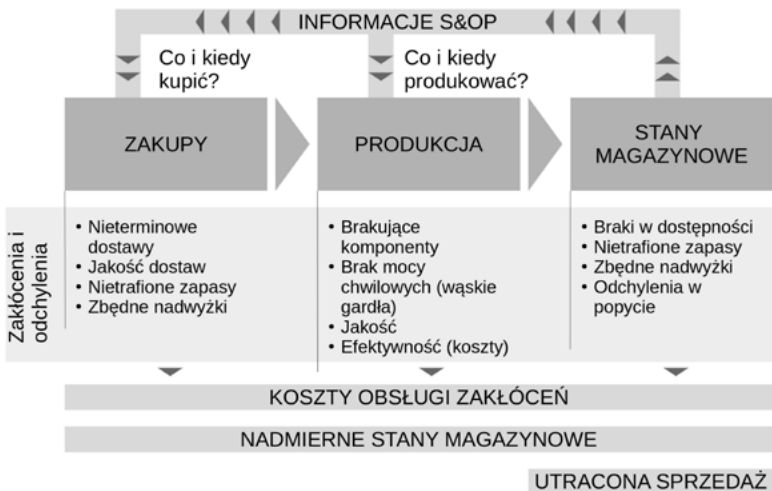 INFORMACJE S&OP
Co i kiedy
kupić?
Co i kiedy
produkować?
ZAKUPY
PRODUKCJA
STANY
MAGAZYNOWE
Zakłócenia i
odchylenia
• Nieterminowe
dostawy
• Jakość dostaw
• Nietrafione zapasy
• Zbędne nadwyżki
• Brakujące
komponenty
• Brak mocy
chwilowych (wąskie
gardła)
• Jakość
• Efektywność (koszty)
• Braki w dostępności
• Nietrafione zapasy
• Zbędne nadwyżki
• Odchylenia w
popycie
KOSZTY OBSŁUGI ZAKŁÓCEŃ
NADMIERNE STANY MAGAZYNOWE
UTRACONA SPRZEDAŻ